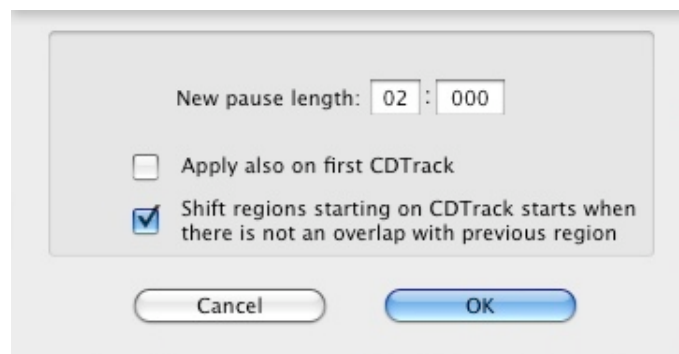 New pause length: 02 : 000
Apply also on first CDTrack
Shift regions starting on CDTrack starts when
there is not an overlap with previous region
Cancel OK